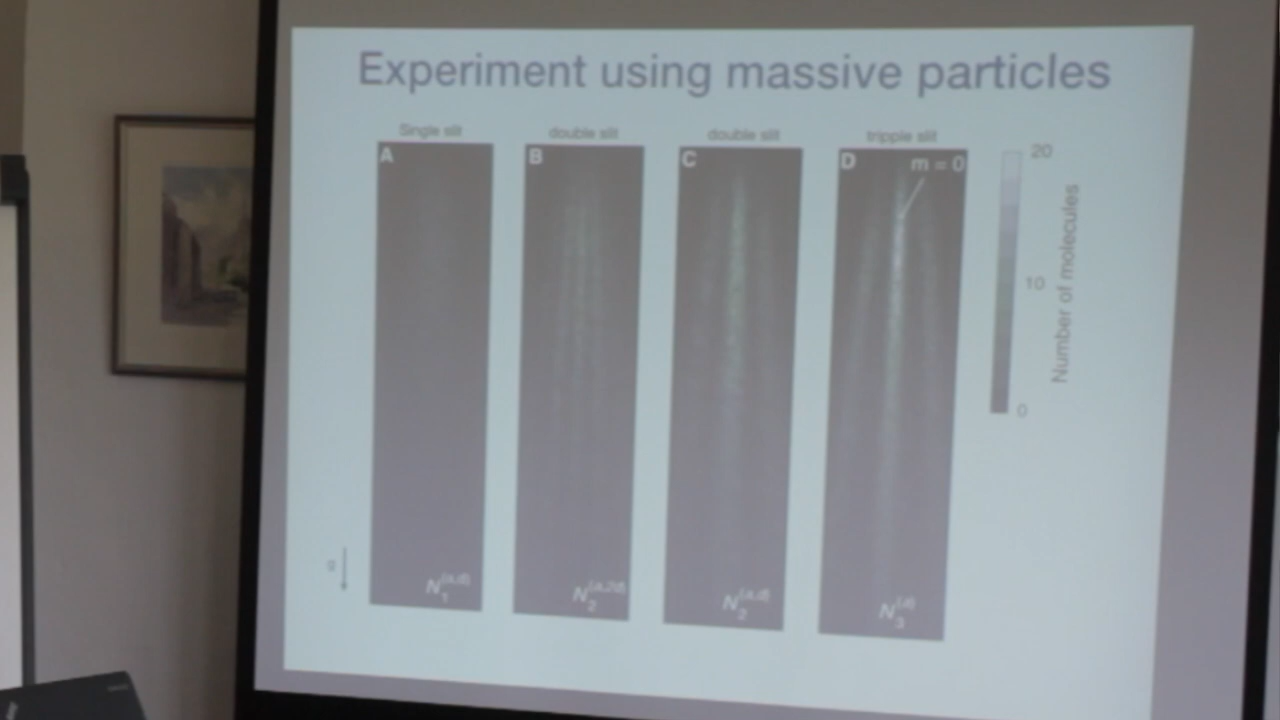 Experiment using massive particles
Single slit
double slit
double slit
tripple slit
A
B
C
D
m = 0
20
10
0
Number of molecules
g
N₁^(a,d)
N₂^(a,2d)
N₂^(a,d)
N₃^(d)